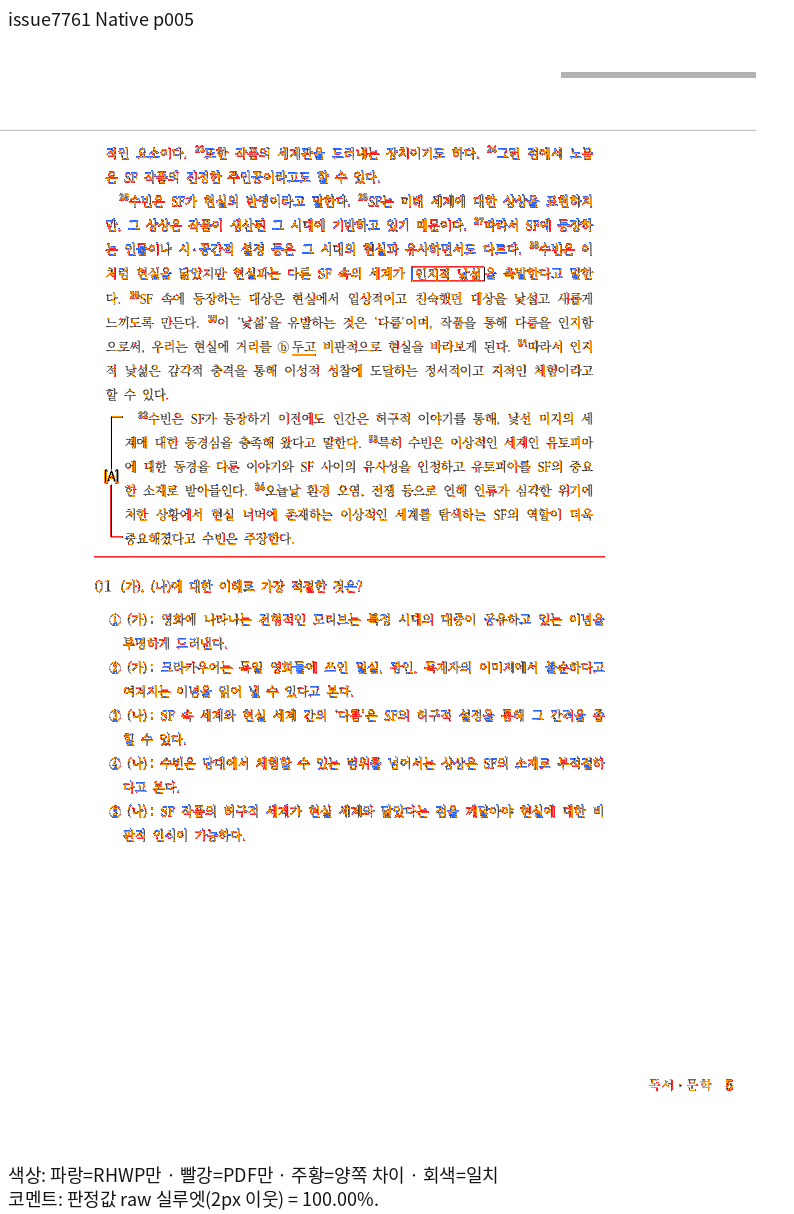 issue7761 Native p005
적인 요소이다. 23또한 작품의 세계관을 드러내는 장치이기도 하다. 24그런 점에서 노붐
은 SF 작품의 진정한 주인공이라고도 할 수 있다.
25수빈은 SF가 현실의 반영이라고 말한다. 26SF는 미래 세계에 대한 상상을 표현하지
만, 그 상상은 작품이 생산된 그 시대에 기반하고 있기 때문이다. 27따라서 SF에 등장하
는 인물이나 시·공간적 설정 등은 그 시대의 현실과 유사하면서도 다르다. 28수빈은 이
처럼 현실을 닮았지만 현실과는 다른 SF 속의 세계가 인지적 낯섦을 촉발한다고 말한
다. 29SF 속에 등장하는 대상은 현실에서 일상적이고 친숙했던 대상을 낯설고 새롭게
느끼도록 만든다. 30이 ‘낯섦’을 유발하는 것은 ‘다름’이며, 작품을 통해 다름을 인지함
으로써, 우리는 현실에 거리를 ⓑ두고 비판적으로 현실을 바라보게 된다. 31따라서 인지
적 낯섦은 감각적 충격을 통해 이성적 성찰에 도달하는 정서적이고 지적인 체험이라고
할 수 있다.
32수빈은 SF가 등장하기 이전에도 인간은 허구적 이야기를 통해, 낯선 미지의 세
계에 대한 동경심을 충족해 왔다고 말한다. 33특히 수빈은 이상적인 세계인 유토피아
에 대한 동경을 다룬 이야기와 SF 사이의 유사성을 인정하고 유토피아를 SF의 중요
[A]
한 소재로 받아들인다. 34오늘날 환경 오염, 전쟁 등으로 인해 인류가 심각한 위기에
처한 상황에서 현실 너머에 존재하는 이상적인 세계를 탐색하는 SF의 역할이 더욱
중요해졌다고 수빈은 주장한다.
01 (가), (나)에 대한 이해로 가장 적절한 것은?
① (가): 영화에 나타나는 전형적인 모티브는 특정 시대의 대중이 공유하고 있는 이념을
투명하게 드러낸다.
② (가): 크라카우어는 독일 영화들에 쓰인 밀실, 광인, 독재자의 이미지에서 불순하다고
여겨지는 이념을 읽어 낼 수 있다고 본다.
③ (나): SF 속 세계와 현실 세계 간의 ‘다름’은 SF의 허구적 설정을 통해 그 간격을 좁
힐 수 있다.
④ (나): 수빈은 당대에서 체험할 수 있는 범위를 넘어서는 상상은 SF의 소재로 부적절하
다고 본다.
⑤ (나): SF 작품의 허구적 세계가 현실 세계와 닮았다는 점을 깨달아야 현실에 대한 비
판적 인식이 가능하다.
독서·문학 5
색상: 파랑=RHWP만 · 빨강=PDF만 · 주황=양쪽 차이 · 회색=일치
코멘트: 판정값 raw 실루엣(2px 이웃) = 100.00%.